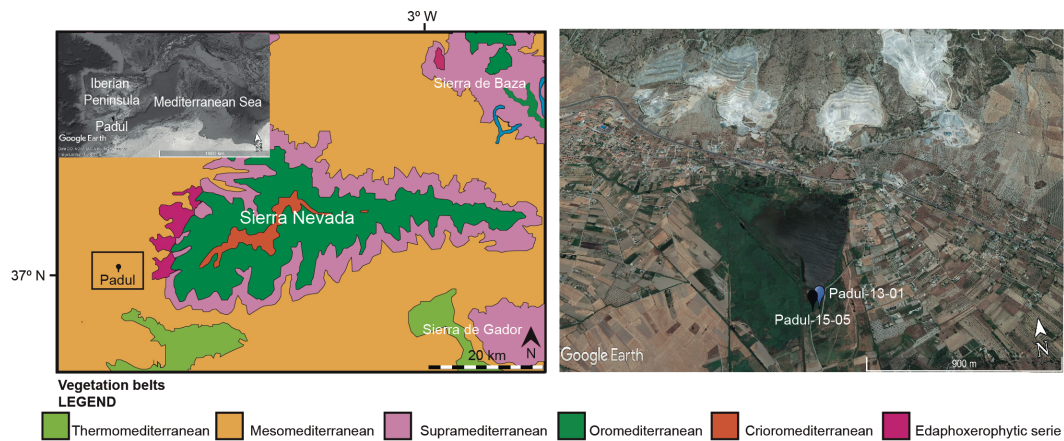 3º W
Iberian
Peninsula
Mediterranean Sea
Padul
Google Earth
N
Sierra de Baza
Sierra Nevada
37º N
Padul
Sierra de Gador
N
20 km
Padul-13-01
Padul-15-05
Google Earth
N
900 m
Vegetation belts
LEGEND
Thermomediterranean
Mesomediterranean
Supramediterranean
Oromediterranean
Crioromediterranean
Edaphoxerophytic serie